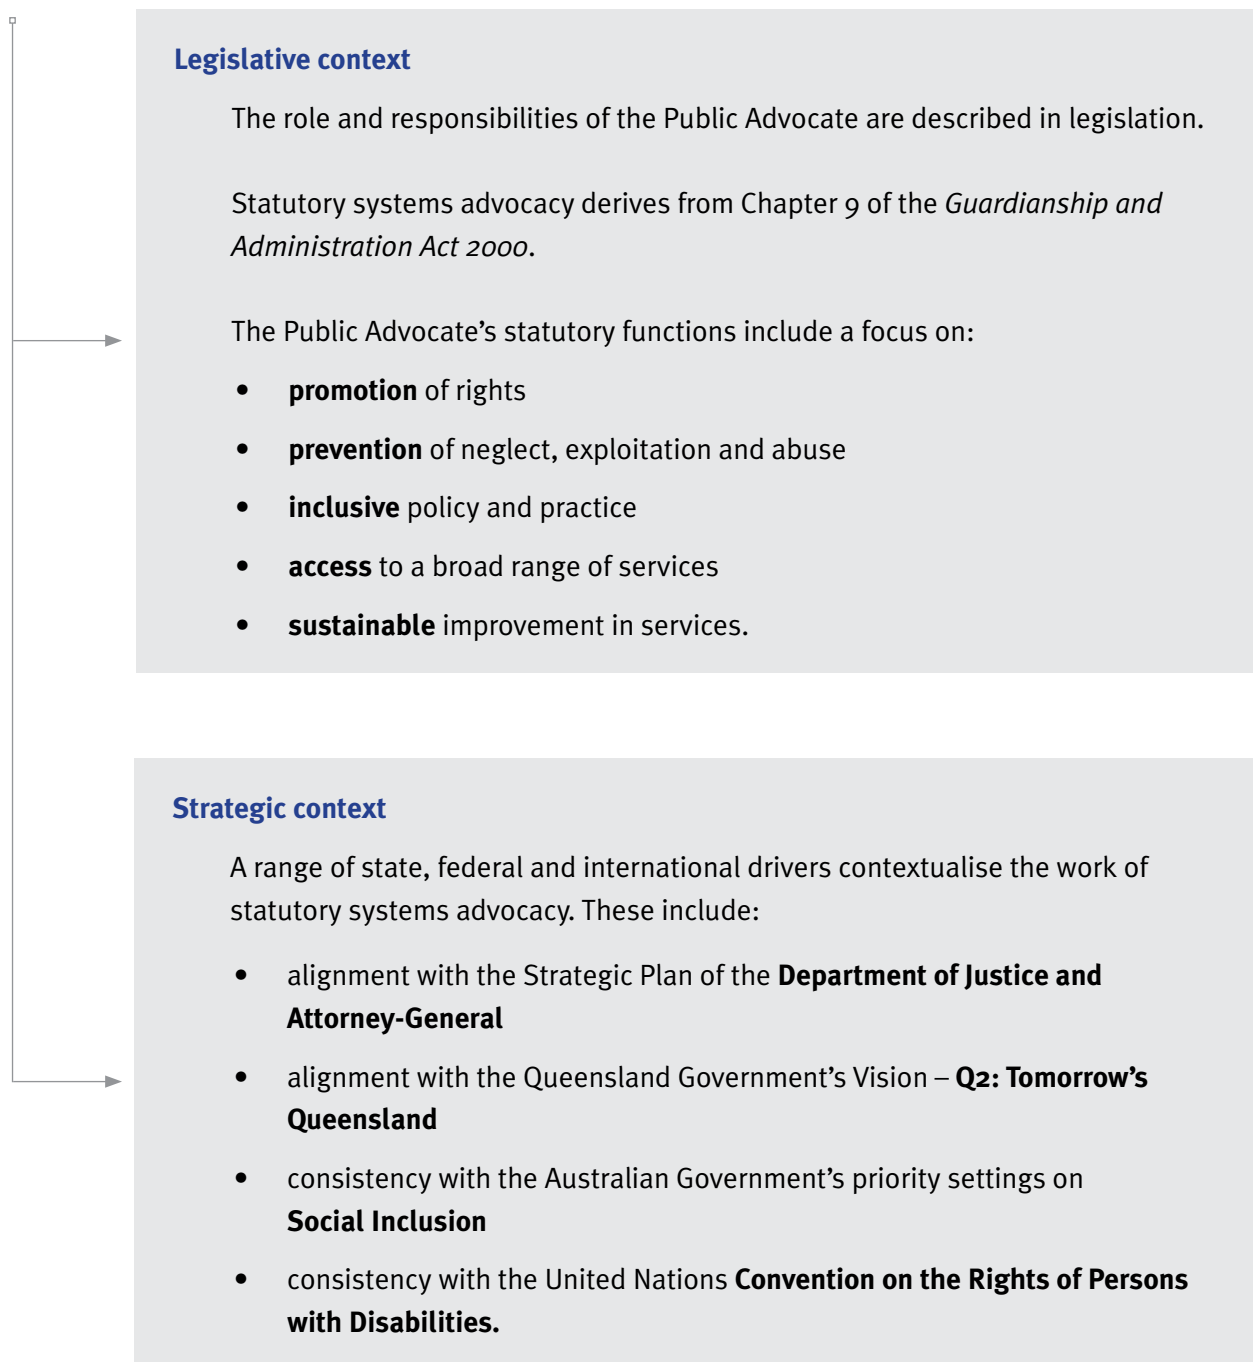 Legislative context
The role and responsibilities of the Public Advocate are described in legislation.
Statutory systems advocacy derives from Chapter 9 of the Guardianship and
Administration Act 2000.
The Public Advocate’s statutory functions include a focus on:
• promotion of rights
• prevention of neglect, exploitation and abuse
• inclusive policy and practice
• access to a broad range of services
• sustainable improvement in services.
Strategic context
A range of state, federal and international drivers contextualise the work of
statutory systems advocacy. These include:
• alignment with the Strategic Plan of the Department of Justice and
Attorney-General
• alignment with the Queensland Government’s Vision – Q2: Tomorrow’s
Queensland
• consistency with the Australian Government’s priority settings on
Social Inclusion
• consistency with the United Nations Convention on the Rights of Persons
with Disabilities.